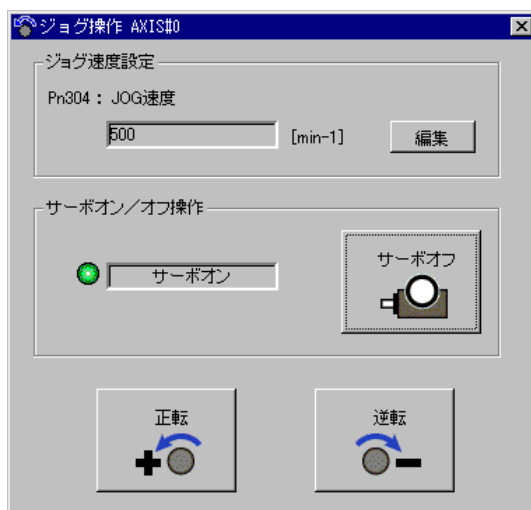 ジョグ操作 AXIS#0
ジョグ速度設定
Pn304 : JOG速度
500 [min-1] 編集
サーボオン／オフ操作
サーボオン
サーボオフ
正転 逆転